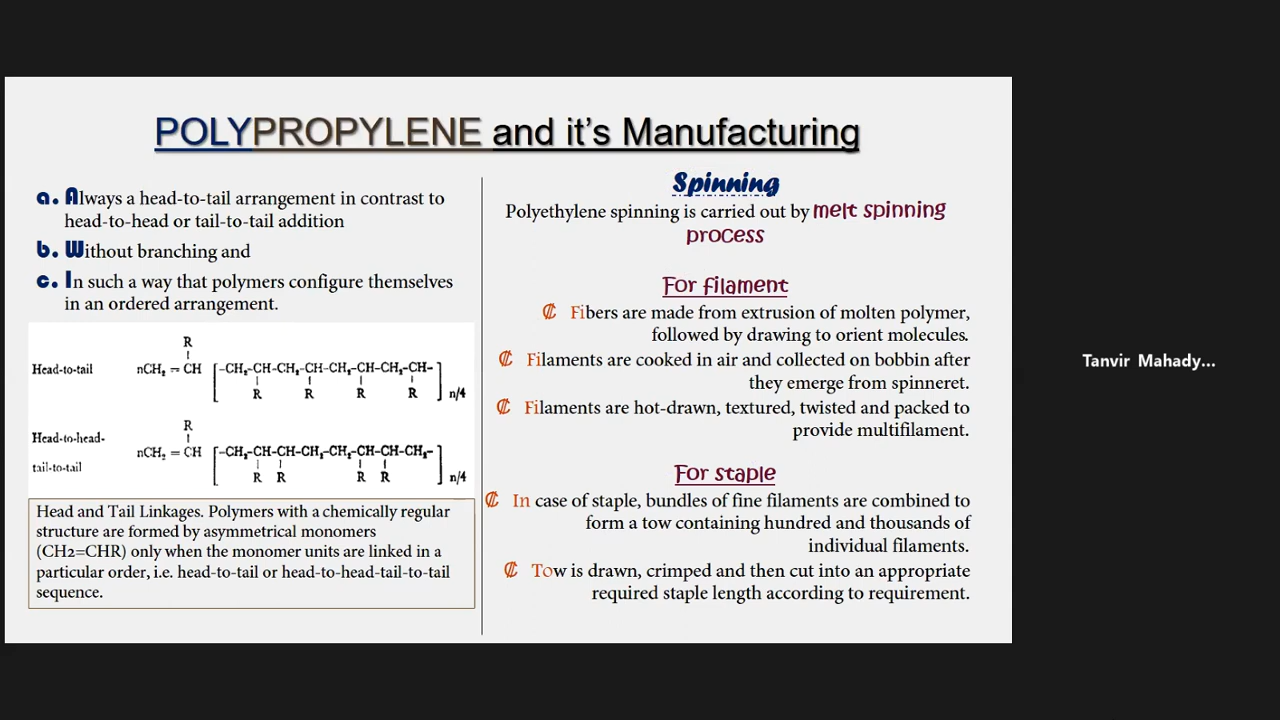 POLYPROPYLENE and it's Manufacturing
a. Always a head-to-tail arrangement in contrast to
head-to-head or tail-to-tail addition
b. Without branching and
c. In such a way that polymers configure themselves
in an ordered arrangement.
R
Head-to-tail nCH₂ = CH [-CH₂-CH-CH₂-CH-CH₂-CH-CH₂-CH-] n/4
R R R R
R
Head-to-head-
tail-to-tail nCH₂ = CH [-CH₂-CH-CH-CH₂-CH₂-CH-CH-CH₂-] n/4
R R R R
Head and Tail Linkages. Polymers with a chemically regular
structure are formed by asymmetrical monomers
(CH2=CHR) only when the monomer units are linked in a
particular order, i.e. head-to-tail or head-to-head-tail-to-tail
sequence.
Spinning
Polyethylene spinning is carried out by melt spinning
process
For filament
₡ Fibers are made from extrusion of molten polymer,
followed by drawing to orient molecules.
₡ Filaments are cooked in air and collected on bobbin after
they emerge from spinneret.
₡ Filaments are hot-drawn, textured, twisted and packed to
provide multifilament.
For staple
₡ In case of staple, bundles of fine filaments are combined to
form a tow containing hundred and thousands of
individual filaments.
₡ Tow is drawn, crimped and then cut into an appropriate
required staple length according to requirement.
Tanvir Mahady...